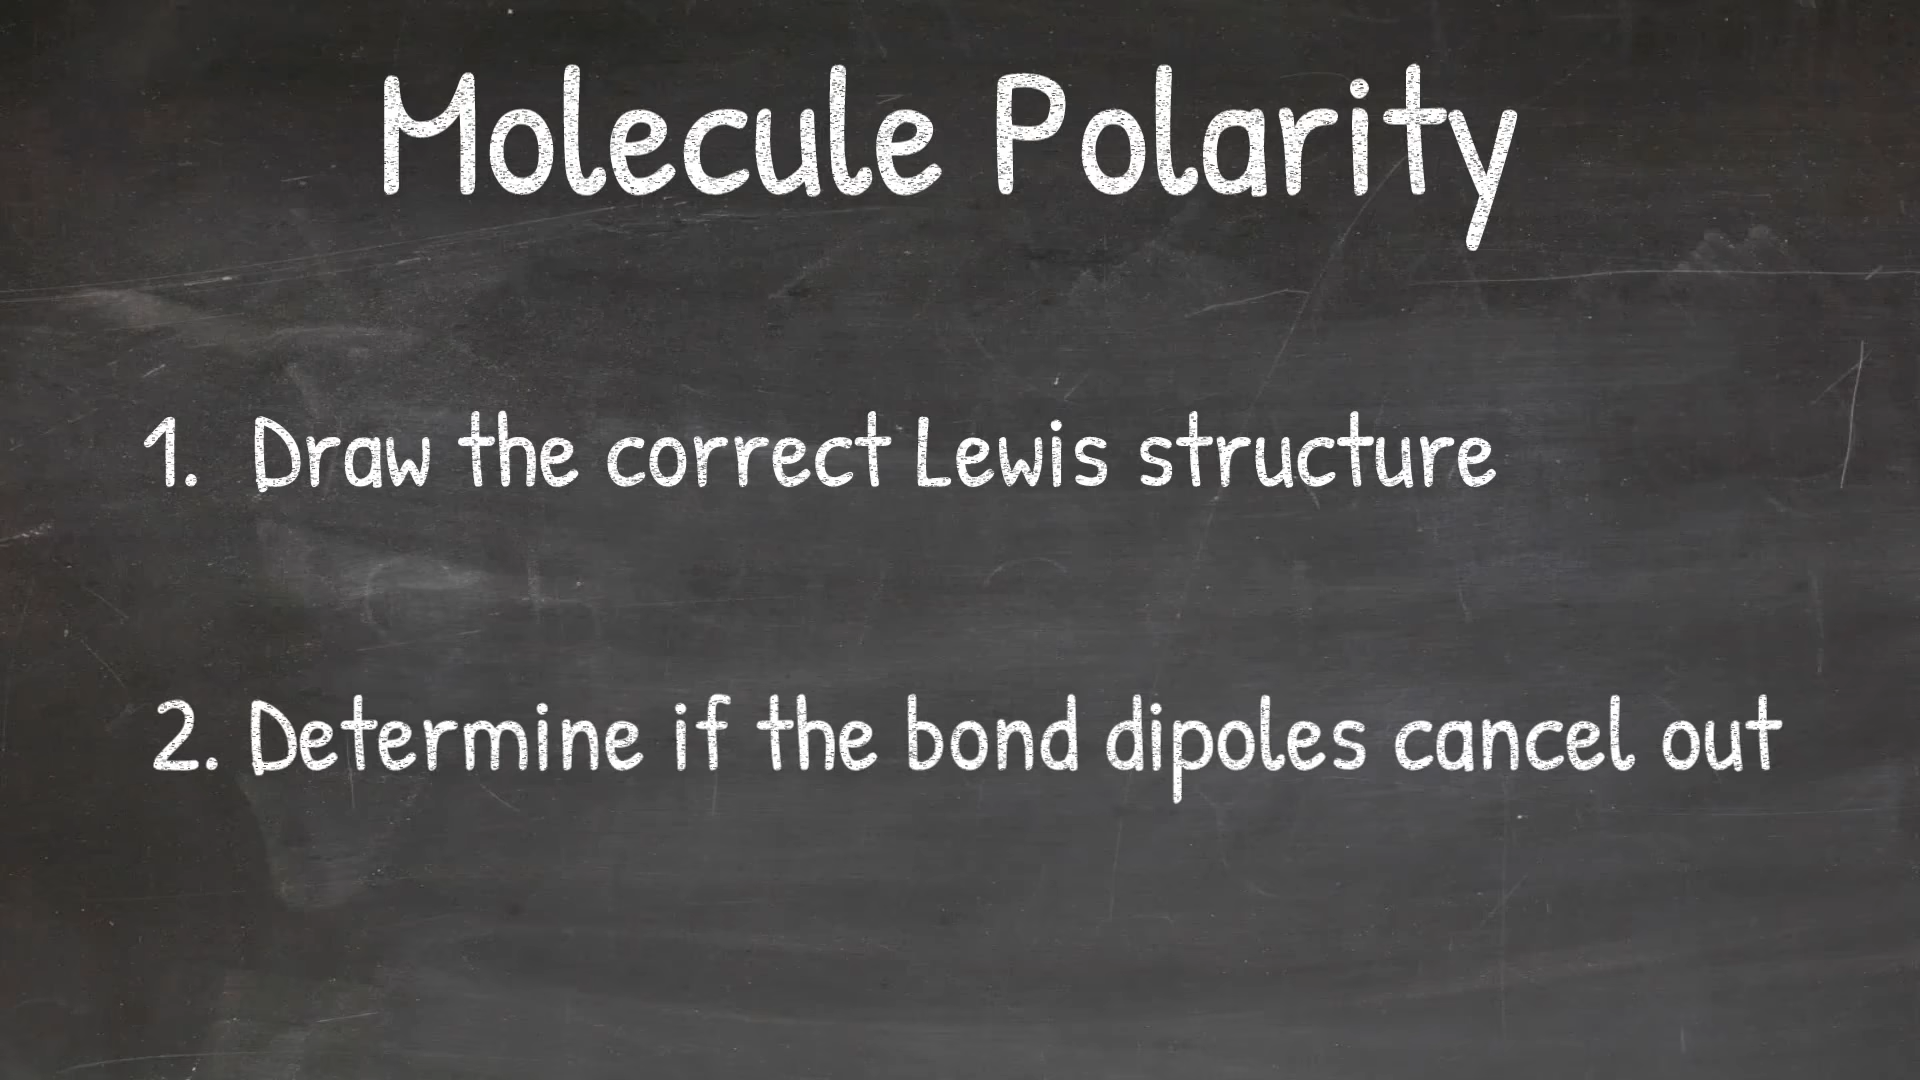 Molecule Polarity
1. Draw the correct Lewis structure
2. Determine if the bond dipoles cancel out